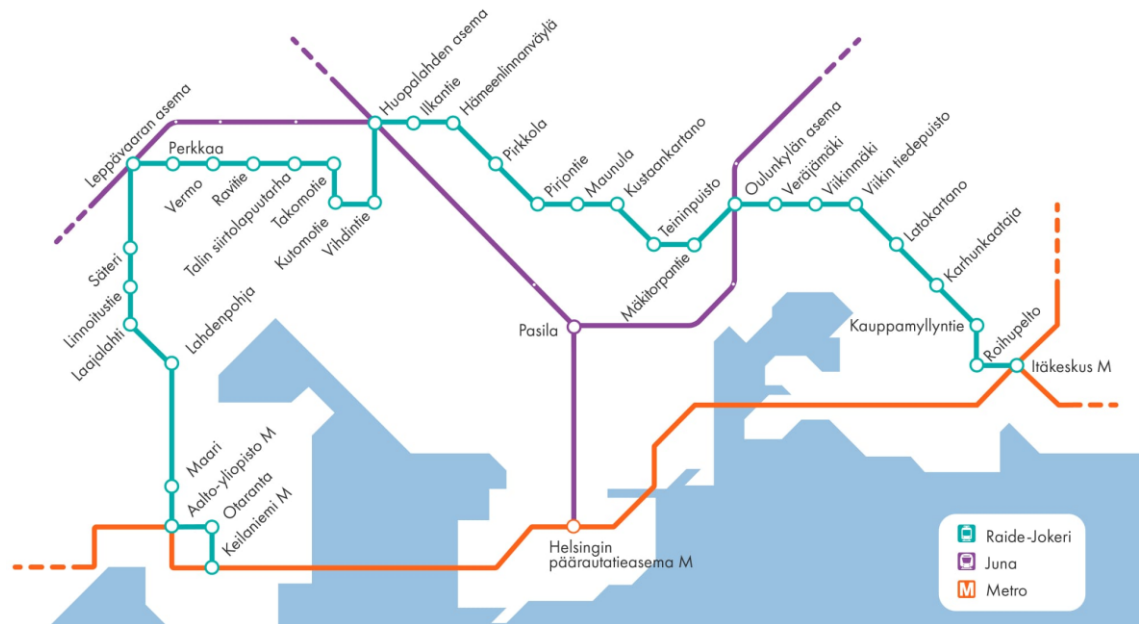 Leppävaaran asema
Perkkaa
Vermo
Ravitie
Talin siirtolapuutarha
Takomotie
Kutomotie
Vihdintie
Huopalahden asema
Ilkantie
Hämeenlinnanväylä
Pirkkola
Pirjontie
Maunula
Kustaankartano
Teininpuisto
Mäkitorpantie
Oulunkylän asema
Veräjämäki
Viikinmäki
Viikin tiedepuisto
Latokartano
Karhunkaataja
Kauppamyllyntie
Roihupelto
Itäkeskus M
Säteri
Linnoitustie
Laajalahti
Lahdenpohja
Maari
Aalto-yliopisto M
Otaranta
Keilaniemi M
Pasila
Helsingin
päärautatieasema M
Raide-Jokeri
Juna
M Metro